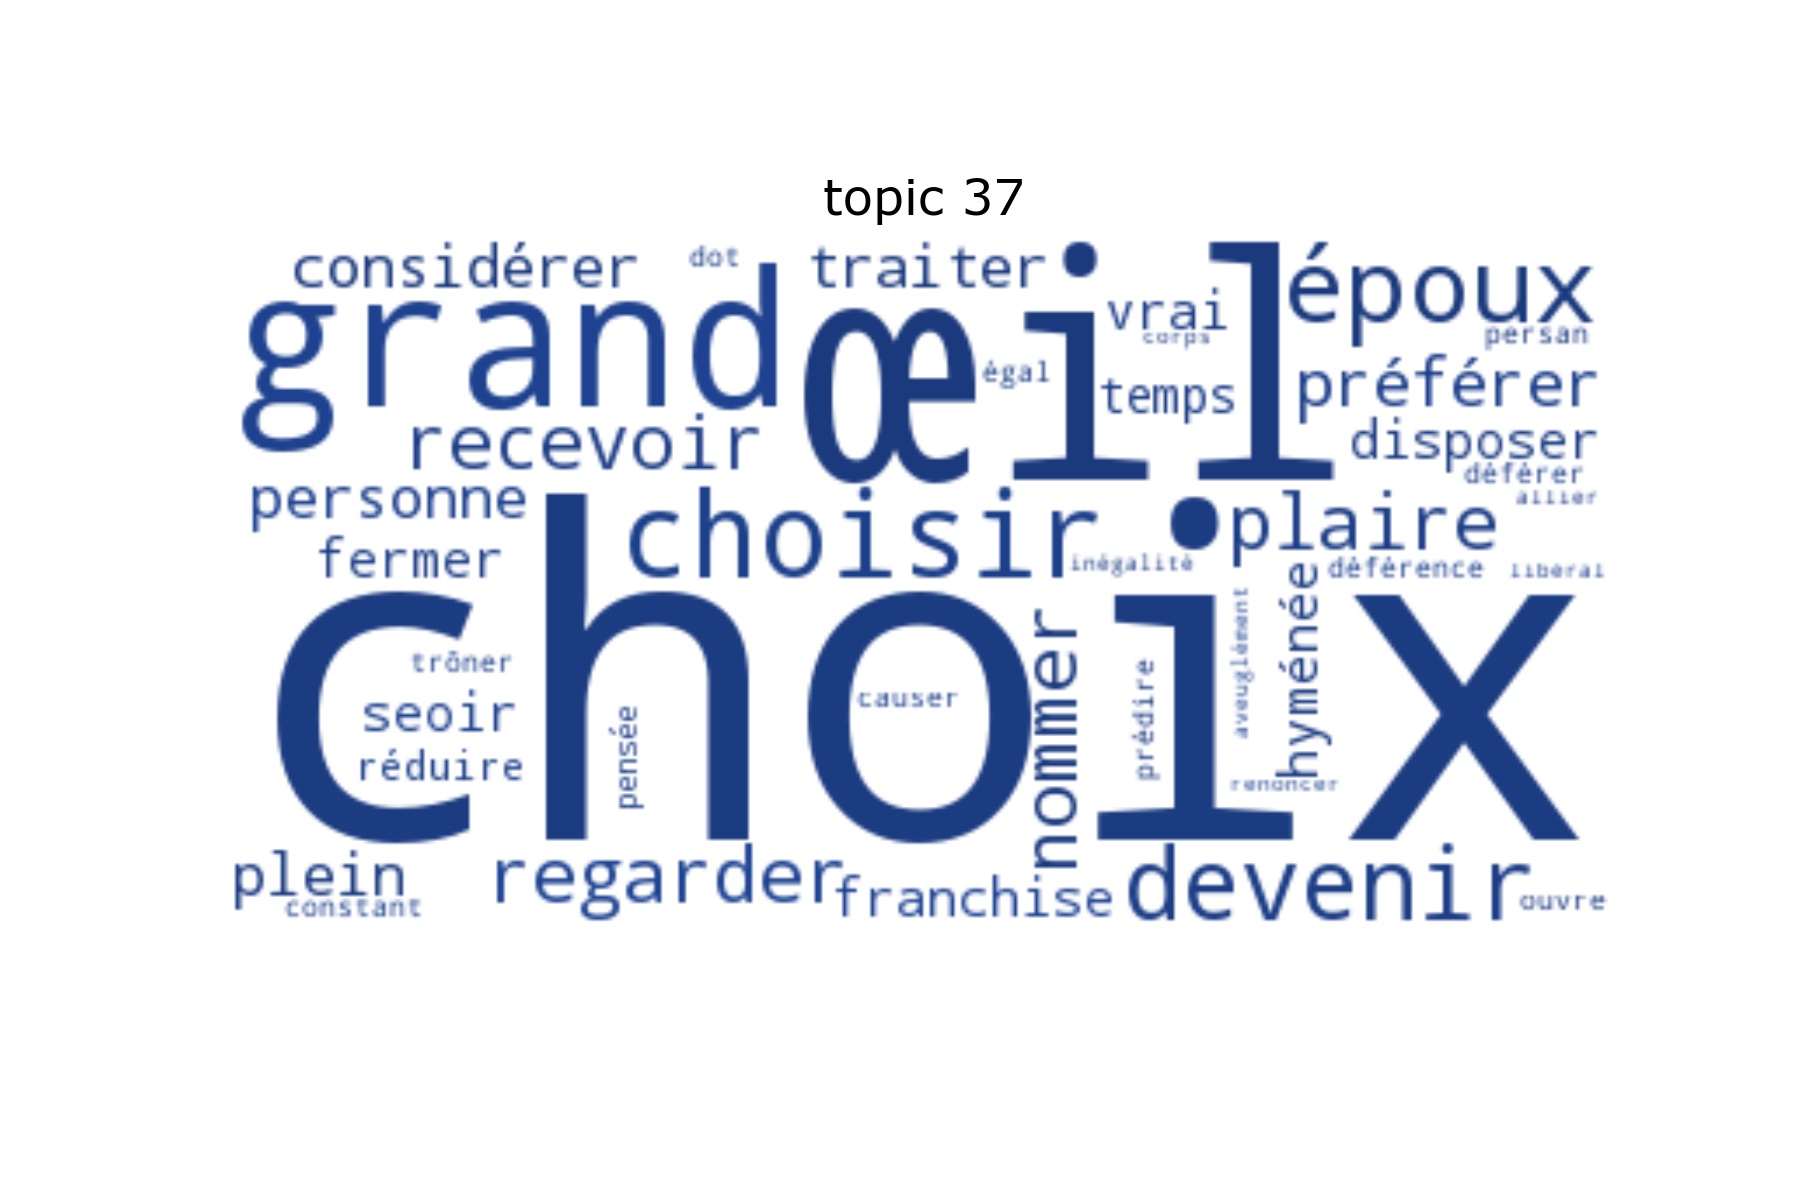 topic 37
considérer
dot
traiter
œil
époux
grand
vrai
corps
persan
égal
temps
préférer
recevoir
disposer
déférer
personne
choisir
plaire
allier
fermer
inégalité
déférence
libéral
choix
trôner
seoir
réduire
pensée
causer
nommer
prédire
aveuglément
hyménée
renoncer
plein
constant
regarder
franchise
devenir
ouvre